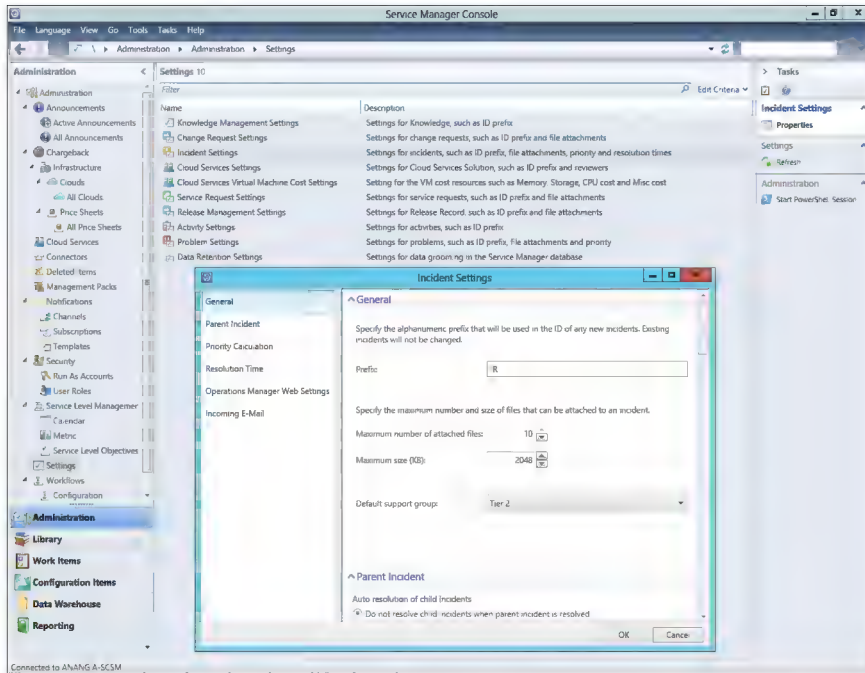 Service Manager Console
File Language View Go Tools Tasks Help
Administration Administration Settings
Administration
Administration
Announcements
Active Announcements
All Announcements
Chargeback
Infrastructure
Clouds
All Clouds
Price Sheets
All Price Sheets
Cloud Services
Connectors
Deleted Items
Management Packs
Notifications
Channels
Subscriptions
Templates
Security
Run As Accounts
User Roles
Service Level Managemer
Calendar
Metric
Service Level Objectives
Settings
Workflows
Configuration
Administration
Library
Work Items
Configuration Items
Data Warehouse
Reporting
Settings 10
Filter
Edit Criteria
Name Description
Knowledge Management Settings Settings for Knowledge, such as ID prefix
Change Request Settings Settings for change requests, such as ID prefix and file attachments
Incident Settings Settings for incidents, such as ID prefix, file attachments, priority and resolution times
Cloud Services Settings Settings for Cloud Services Solution, such as ID prefix and reviewers
Cloud Services Virtual Machine Cost Settings Setting for the VM cost resources such as Memory, Storage, CPU cost and Misc cost
Service Request Settings Settings for service requests, such as ID prefix and file attachments
Release Management Settings Settings for Release Record, such as ID prefix and file attachments
Activity Settings Settings for activities, such as ID prefix
Problem Settings Settings for problems, such as ID prefix, File attachments and priority
Data Retention Settings Settings for data grooming in the Service Manager database
Tasks
Incident Settings
Properties
Settings
Refresh
Administration
Start PowerShell Session
Incident Settings
General
Parent Incident
Priority Calculation
Resolution Time
Operations Manager Web Settings
Incoming E-Mail
General
Specify the alphanumeric prefix that will be used in the ID of any new incidents. Existing
incidents will not be changed.
Prefix: IR
Specify the maximum number and size of files that can be attached to an incident.
Maximum number of attached files: 10
Maximum size (KB): 2048
Default support group: Tier 2
Parent Incident
Auto resolution of child Incidents
Do not resolve child incidents when parent incident is resolved
OK Cancel
Connected to ANANG A-SCSM